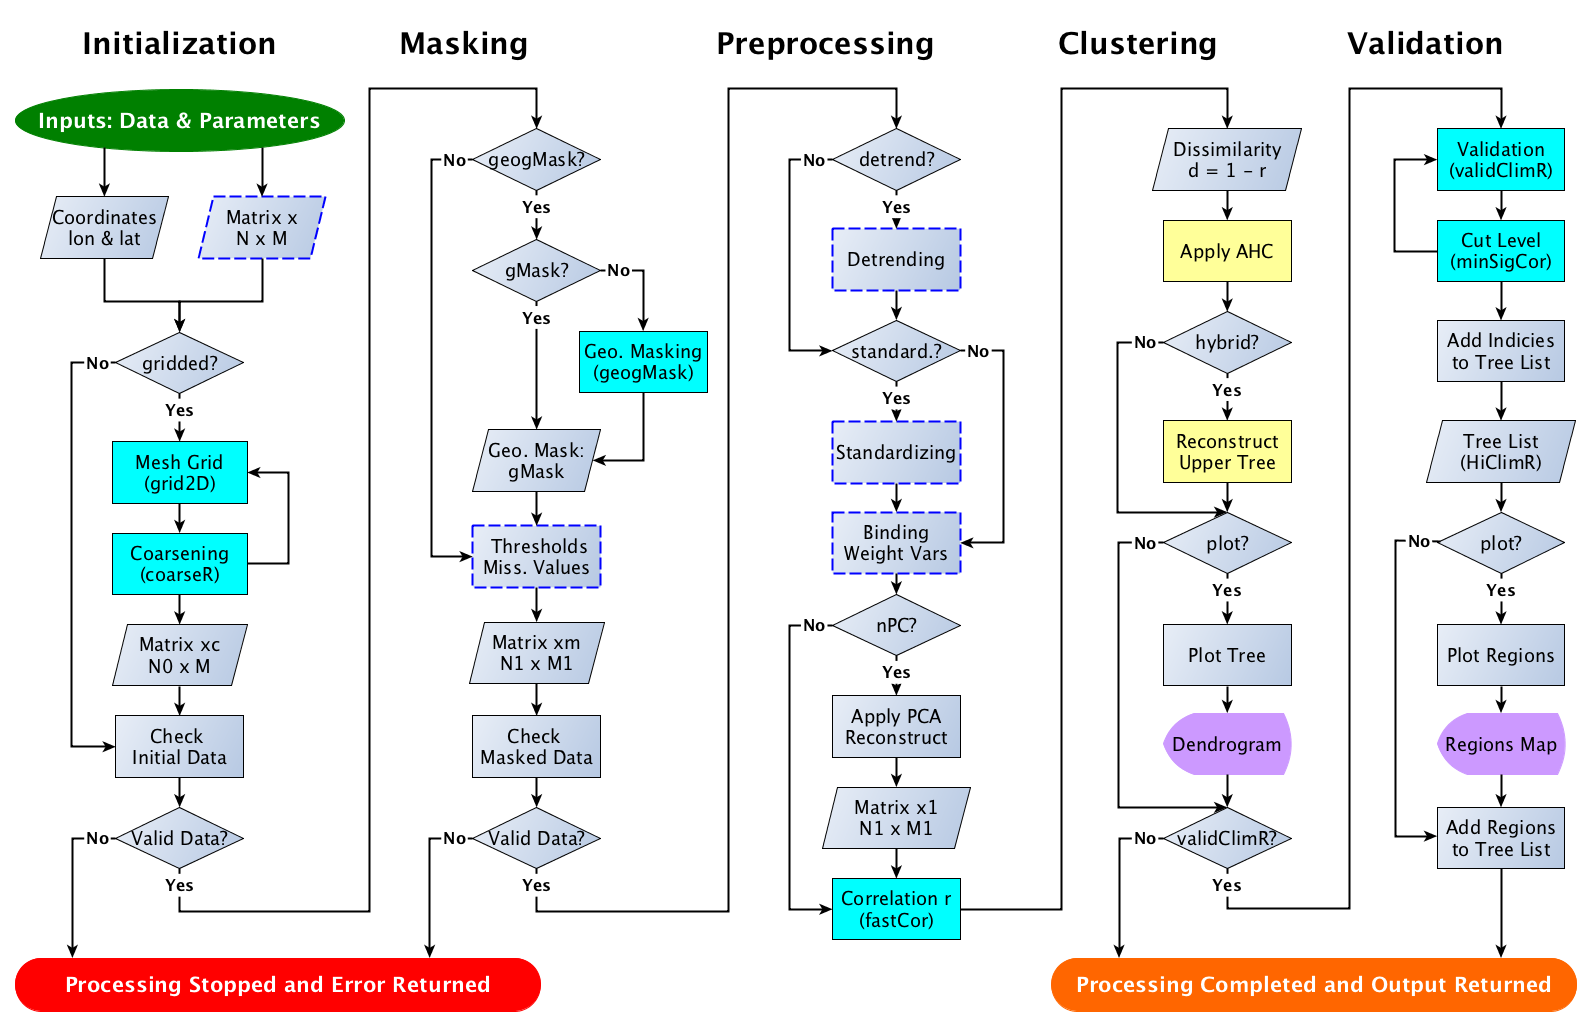 Initialization
Inputs: Data & Parameters
Coordinates
lon & lat
Matrix x
N x M
gridded?
No
Yes
Mesh Grid
(grid2D)
Coarsening
(coarseR)
Matrix xc
N0 x M
Check
Initial Data
Valid Data?
No
Yes
Masking
geogMask?
No
Yes
gMask?
No
Yes
Geo. Masking
(geogMask)
Geo. Mask:
gMask
Thresholds
Miss. Values
Matrix xm
N1 x M1
Check
Masked Data
Valid Data?
No
Yes
Processing Stopped and Error Returned
Preprocessing
detrend?
No
Yes
Detrending
standard.?
No
Yes
Standardizing
Binding
Weight Vars
nPC?
No
Yes
Apply PCA
Reconstruct
Matrix x1
N1 x M1
Correlation r
(fastCor)
Clustering
Dissimilarity
d = 1 - r
Apply AHC
hybrid?
No
Yes
Reconstruct
Upper Tree
plot?
No
Yes
Plot Tree
Dendrogram
validClimR?
No
Yes
Validation
Validation
(validClimR)
Cut Level
(minSigCor)
Add Indicies
to Tree List
Tree List
(HiClimR)
plot?
No
Yes
Plot Regions
Regions Map
Add Regions
to Tree List
Processing Completed and Output Returned